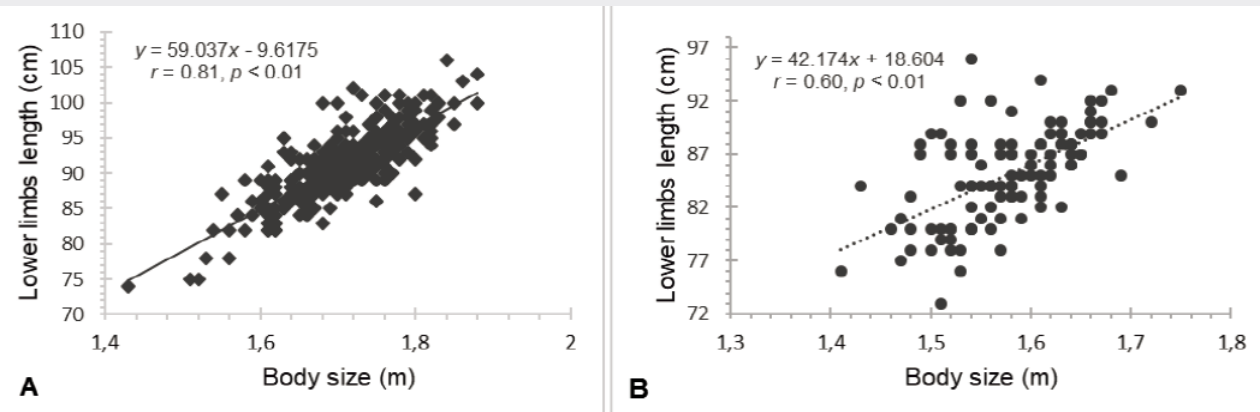 y = 59.037x - 9.6175
r = 0.81, p < 0.01
Lower limbs length (cm)
110
105
100
95
90
85
80
75
70
1,4
1,6
1,8
2
Body size (m)
A
y = 42.174x + 18.604
r = 0.60, p < 0.01
Lower limbs length (cm)
97
92
87
82
77
72
1,3
1,4
1,5
1,6
1,7
1,8
Body size (m)
B